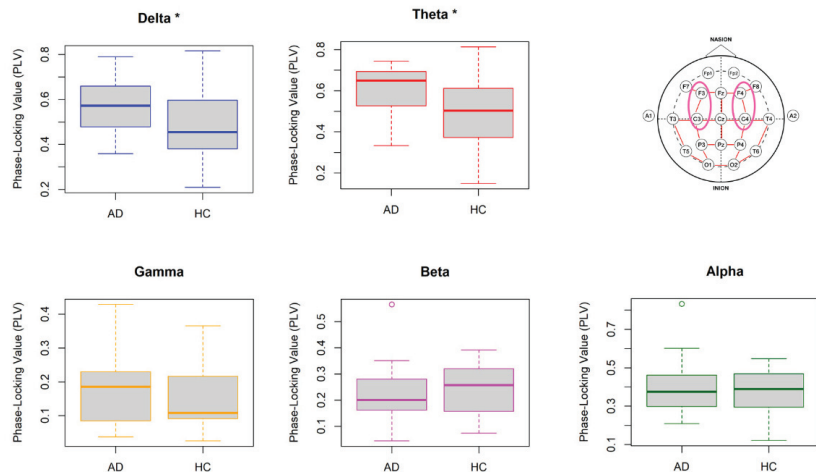 Delta *
Phase-Locking Value (PLV)
0.2 0.4 0.6 0.8
AD HC
Theta *
Phase-Locking Value (PLV)
0.2 0.4 0.6 0.8
AD HC
NASION
Fp1 Fp2
F7 F3 Fz F4 F8
A1 T3 C3 Cz C4 T4 A2
P3 Pz P4
T5 T6
O1 O2
INION
Gamma
Phase-Locking Value (PLV)
0.1 0.2 0.3 0.4
AD HC
Beta
Phase-Locking Value (PLV)
0.1 0.2 0.3 0.4 0.5
AD HC
Alpha
Phase-Locking Value (PLV)
0.1 0.3 0.5 0.7
AD HC